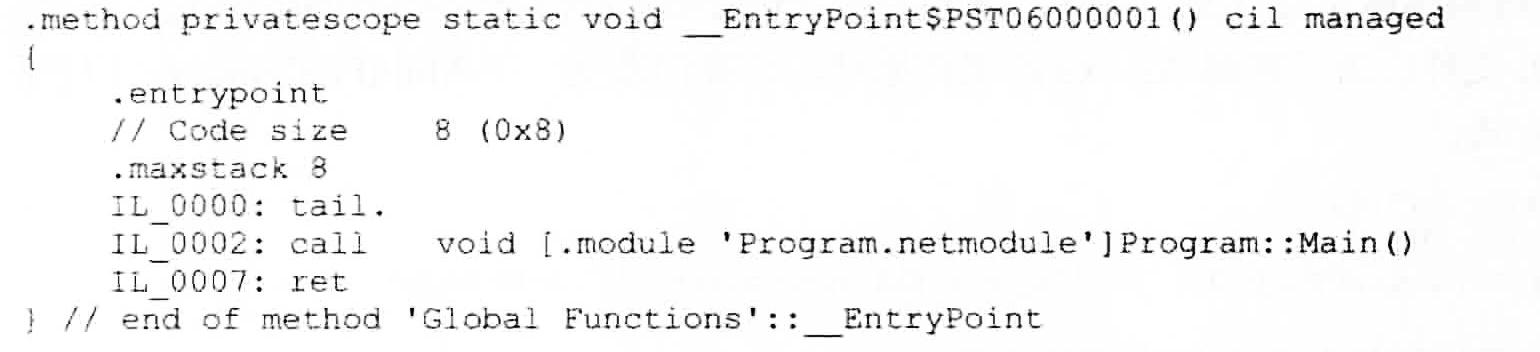 .method privatescope static void __EntryPoint$PST06000001() cil managed
{
.entrypoint
// Code size 8 (0x8)
.maxstack 8
IL_0000: tail.
IL_0002: call void [.module 'Program.netmodule']Program::Main()
IL_0007: ret
} // end of method 'Global Functions'::__EntryPoint